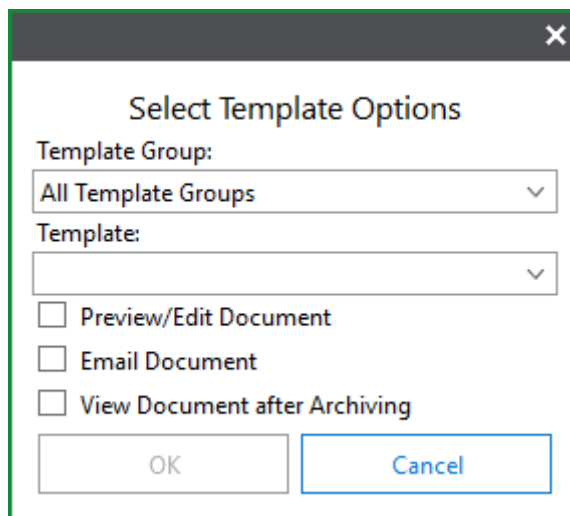 Select Template Options
Template Group:
All Template Groups
Template:
Preview/Edit Document
Email Document
View Document after Archiving
OK Cancel